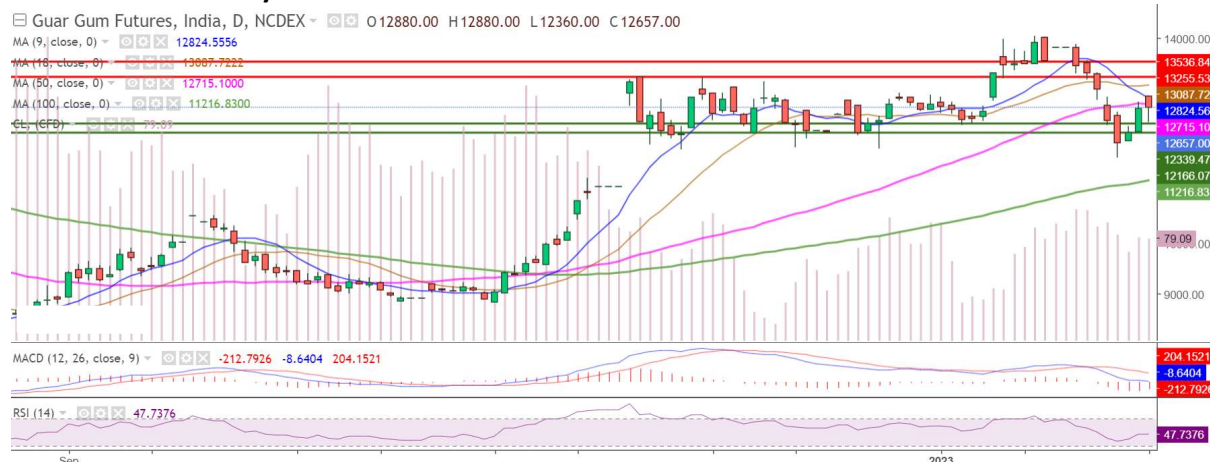 Guar Gum Futures, India, D, NCDEX O12880.00 H12880.00 L12360.00 C12657.00
MA (9, close, 0) 12824.5556
MA (18, close, 0) 13087.7222
MA (50, close, 0) 12715.1000
MA (100, close, 0) 11216.8300
CL, (CFD) 79.09
14000.00
13536.84
13255.53
13087.72
12824.56
12715.10
12657.00
12339.47
12166.07
11216.83
79.09
9000.00
MACD (12, 26, close, 9) -212.7926 -8.6404 204.1521
204.1521
-8.6404
-212.7926
RSI (14) 47.7376
47.7376
Sep 2023